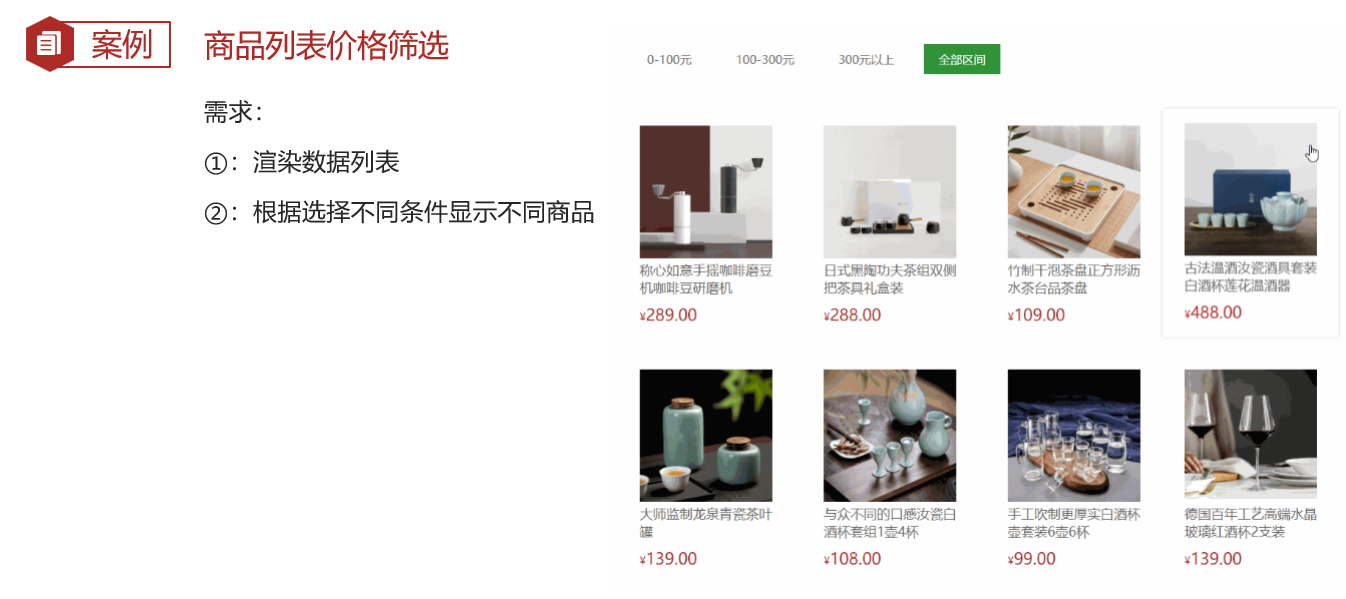 案例
商品列表价格筛选
需求：
①：渲染数据列表
②：根据选择不同条件显示不同商品
0-100元 100-300元 300元以上 全部区间
称心如意手摇咖啡磨豆
机咖啡豆研磨机
¥289.00
日式黑陶功夫茶组双侧
把茶具礼盒装
¥288.00
竹制干泡茶盘正方形沥
水茶台品茶盘
¥109.00
古法温酒汝瓷酒具套装
白酒杯莲花温酒器
¥488.00
大师监制龙泉青瓷茶叶
罐
¥139.00
与众不同的口感汝瓷白
酒杯套组1壶4杯
¥108.00
手工吹制更厚实白酒杯
壶套装6壶6杯
¥99.00
德国百年工艺高端水晶
玻璃红酒杯2支装
¥139.00